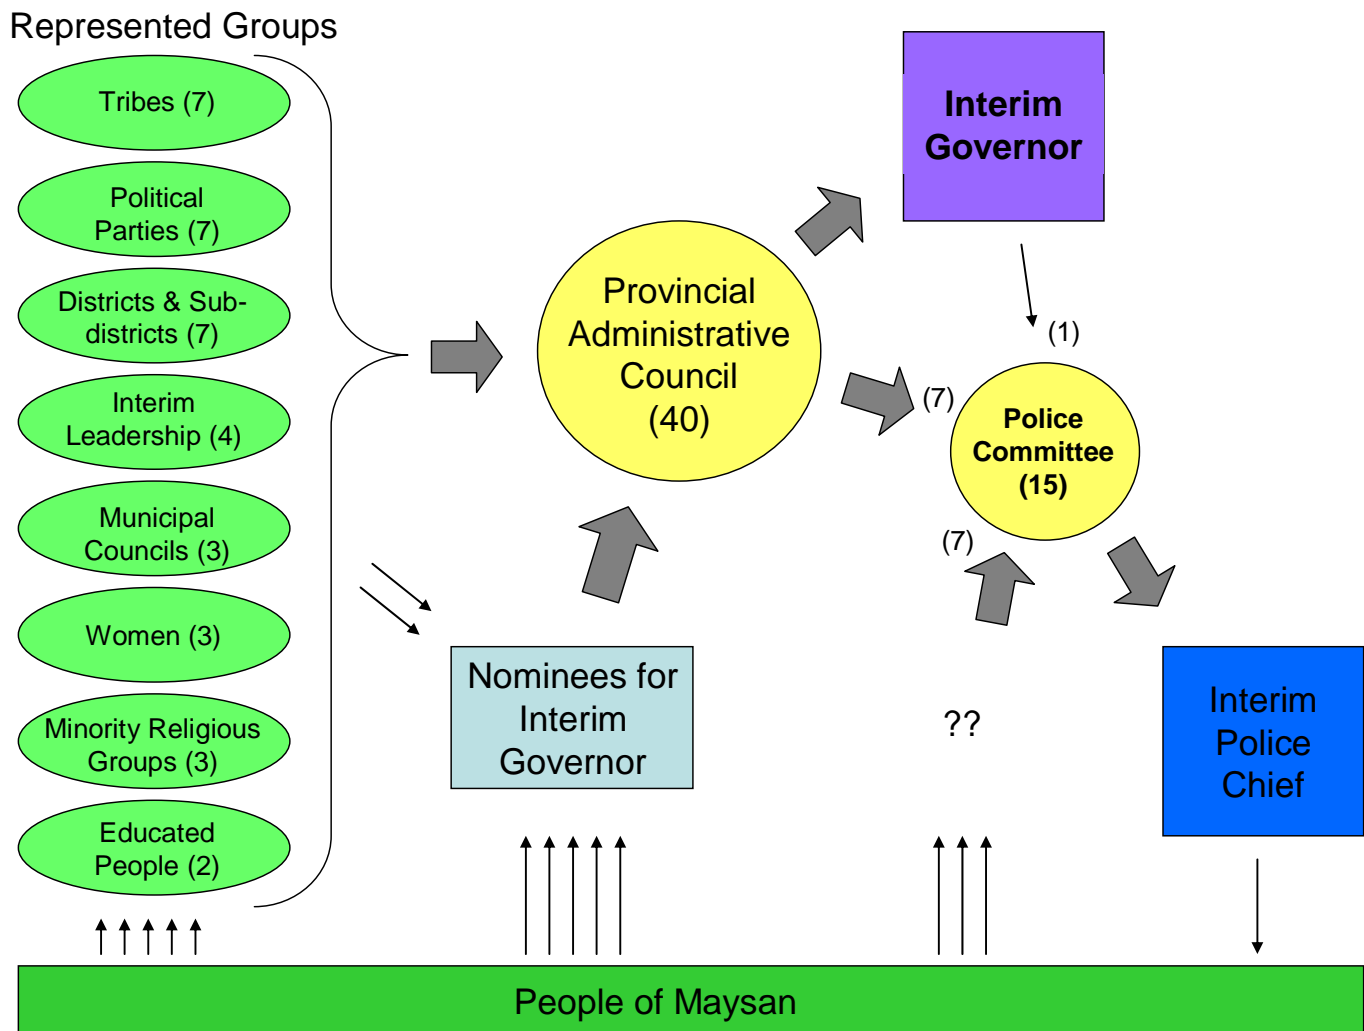 Represented Groups
Tribes (7)
Political
Parties (7)
Districts & Sub-
districts (7)
Interim
Leadership (4)
Municipal
Councils (3)
Women (3)
Minority Religious
Groups (3)
Educated
People (2)
Provincial
Administrative
Council
(40)
Nominees for
Interim
Governor
Interim
Governor
(1)
(7)
Police
Committee
(15)
(7)
??
Interim
Police
Chief
People of Maysan